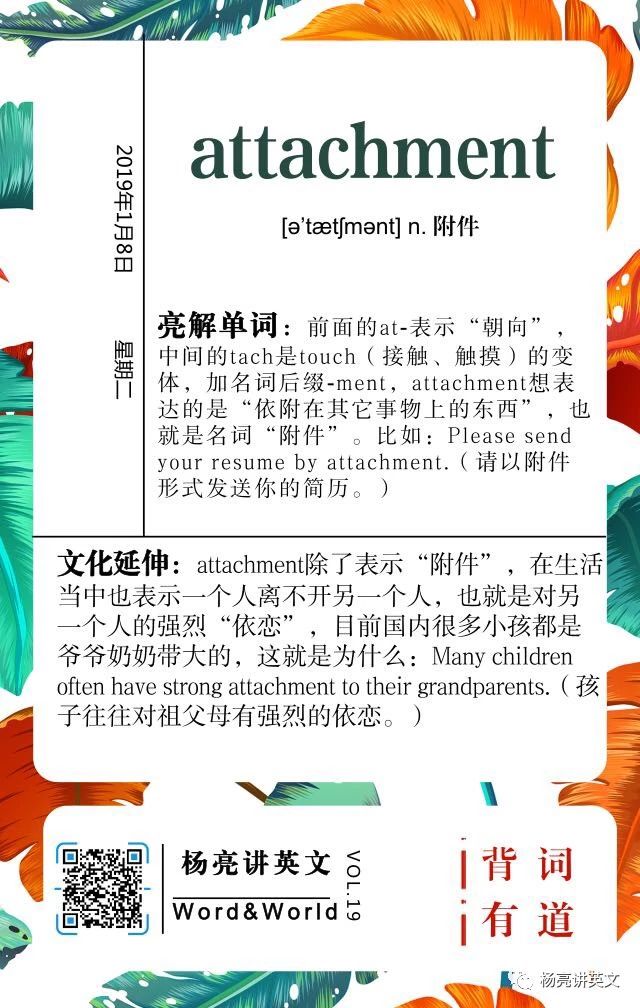 attachment
[ə'tætʃmənt] n. 附件
2019年1月8日
星期二
亮解单词：前面的at-表示“朝向”，
中间的tach是touch（接触、触摸）的变
体，加名词后缀-ment，attachment想表
达的是“依附在其它事物上的东西”，也
就是名词“附件”。比如：Please send
your resume by attachment.（请以附件
形式发送你的简历。）
文化延伸：attachment除了表示“附件”，在生活
当中也表示一个人离不开另一个人，也就是对另
一个人的强烈“依恋”，目前国内很多小孩都是
爷爷奶奶带大的，这就是为什么：Many children
often have strong attachment to their grandparents.（孩
子往往对祖父母有强烈的依恋。）
杨亮讲英文
Word&World
VOL.19
背词
有道
杨亮讲英文